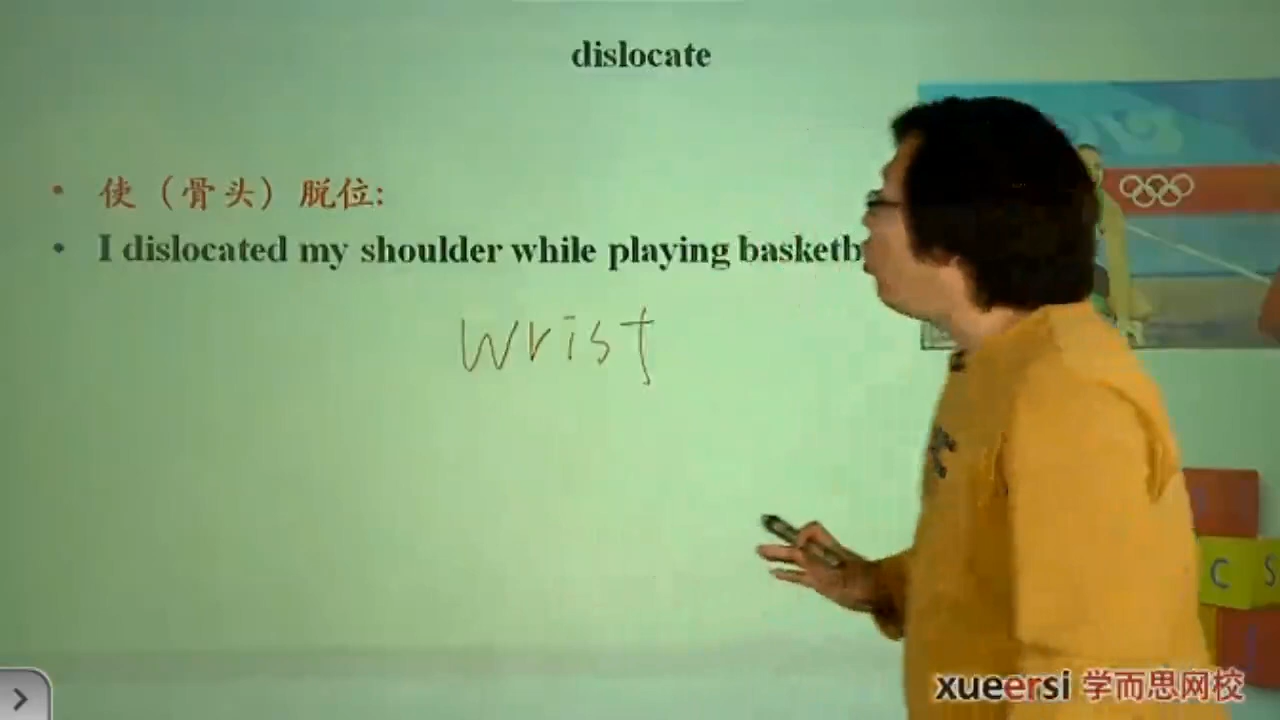 dislocate
• 使（骨头）脱位:
• I dislocated my shoulder while playing basketb
wrist
C S
xueersi 学而思网校